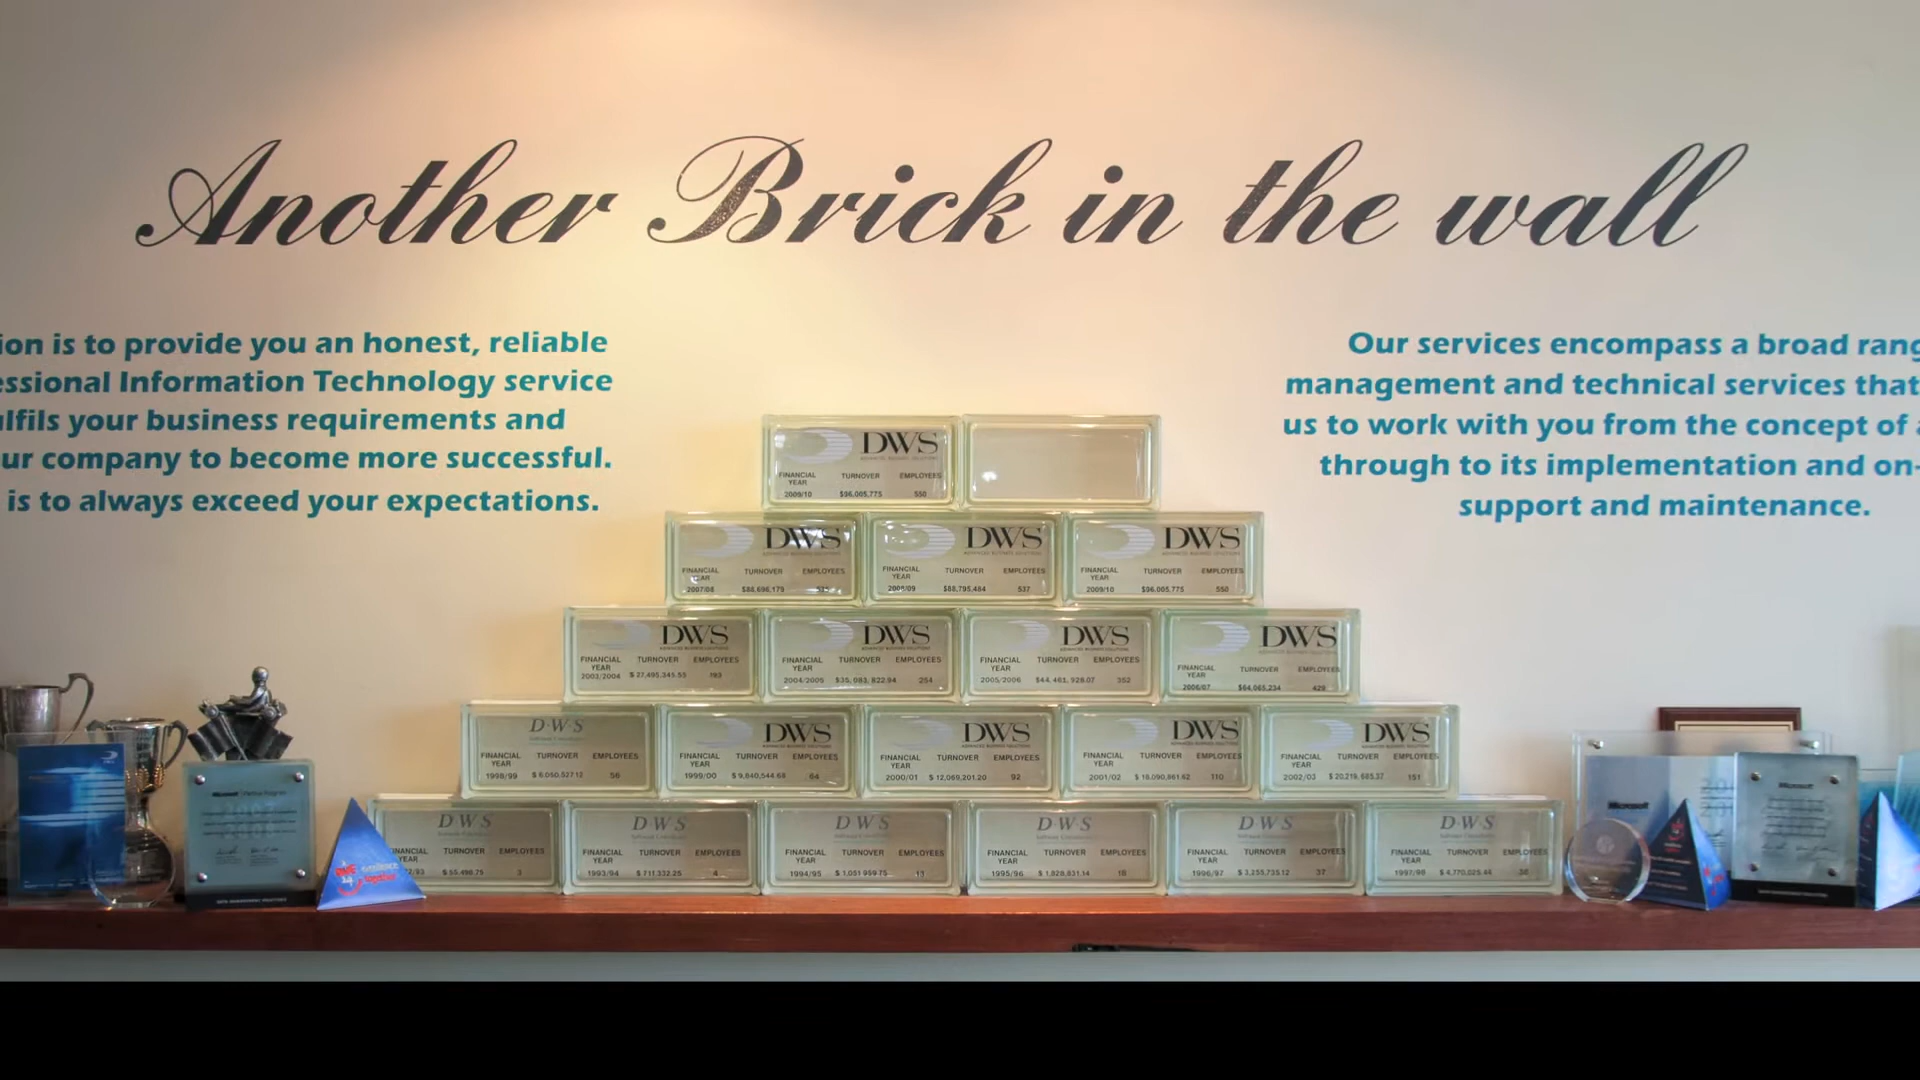 Another Brick in the wall
ion is to provide you an honest, reliable
essional Information Technology service
ulfils your business requirements and
ur company to become more successful.
is to always exceed your expectations.
Our services encompass a broad rang
management and technical services that
us to work with you from the concept of a
through to its implementation and on-
support and maintenance.
DWS
FINANCIAL YEAR TURNOVER EMPLOYEES
2009/10 $96,005,775 550
DWS
FINANCIAL YEAR TURNOVER EMPLOYEES
2007/08 $88,696,179
DWS
FINANCIAL YEAR TURNOVER EMPLOYEES
2008/09 $88,795,484 537
DWS
FINANCIAL YEAR TURNOVER EMPLOYEES
2009/10 $96,005,775 550
DWS
FINANCIAL YEAR TURNOVER EMPLOYEES
2003/2004 $ 27,495,345.55
DWS
FINANCIAL YEAR TURNOVER EMPLOYEES
2004/2005 $35, 083, 822.94 254
DWS
FINANCIAL YEAR TURNOVER EMPLOYEES
2005/2006 $44, 461, 928.07 352
DWS
FINANCIAL YEAR TURNOVER EMPLOYEES
2006/07 $64,065,234 429
D·W·S
FINANCIAL YEAR TURNOVER EMPLOYEES
1998/99 $ 8,050,527.12 56
DWS
FINANCIAL YEAR TURNOVER EMPLOYEES
1999/00 $ 9,840,544.68 64
DWS
FINANCIAL YEAR TURNOVER EMPLOYEES
2000/01 $ 12,069,201.20 92
DWS
FINANCIAL YEAR TURNOVER EMPLOYEES
2001/02 $ 18,090,861.62 110
DWS
FINANCIAL YEAR TURNOVER EMPLOYEES
2002/03 $ 20,219,685.37 151
D·W·S
TURNOVER EMPLOYEES
2/93 $ 55,498.75 3
D·W·S
FINANCIAL YEAR TURNOVER EMPLOYEES
1993/94 $ 711,332.25 4
D·W·S
FINANCIAL YEAR TURNOVER EMPLOYEES
1994/95 $ 1,051,959.75 13
D·W·S
FINANCIAL YEAR TURNOVER EMPLOYEES
1995/96 $ 1,828,831.14 18
D·W·S
FINANCIAL YEAR TURNOVER EMPLOYEES
1996/97 $ 3,255,735.12 37
D·W·S
FINANCIAL YEAR TURNOVER EMPLOYEES
1997/98 $ 4,770,025.44
Microsoft
Microsoft
Microsoft